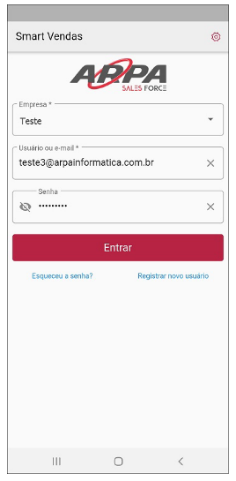 Smart Vendas
ARPA
SALES FORCE
Empresa *
Teste
Usuário ou e-mail *
teste3@arpainformatica.com.br
Senha
•••••••••
Entrar
Esqueceu a senha? Registrar novo usuário